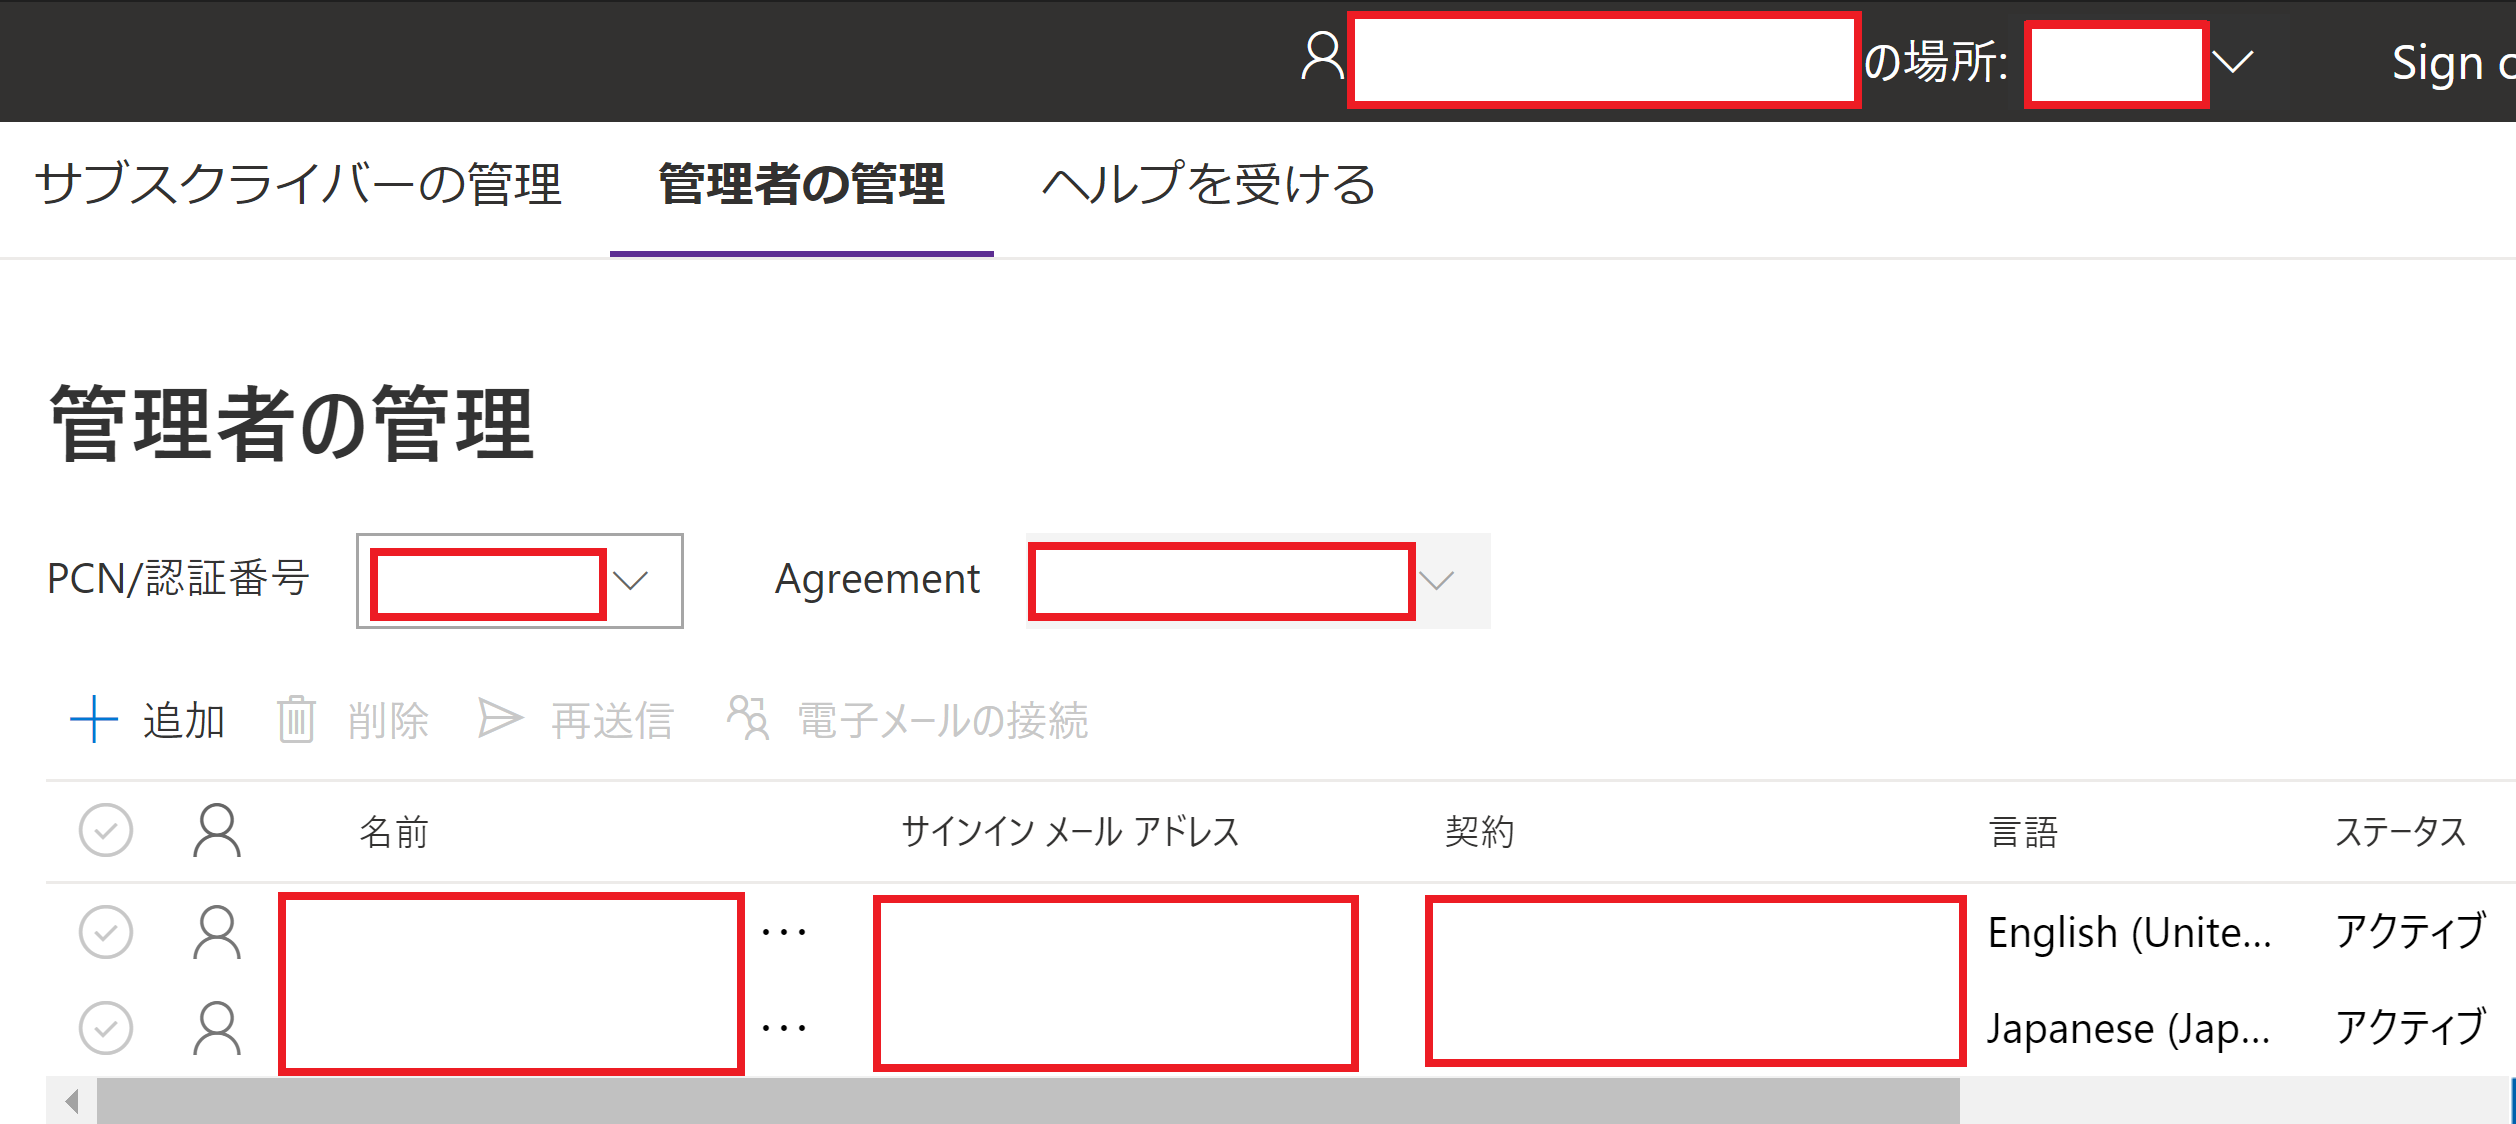 の場所:
Sign o
サブスクライバーの管理 管理者の管理 ヘルプを受ける
管理者の管理
PCN/認証番号 Agreement
追加 削除 再送信 電子メールの接続
名前 サインイン メール アドレス 契約 言語 ステータス
… English (Unite... アクティブ
… Japanese (Jap... アクティブ